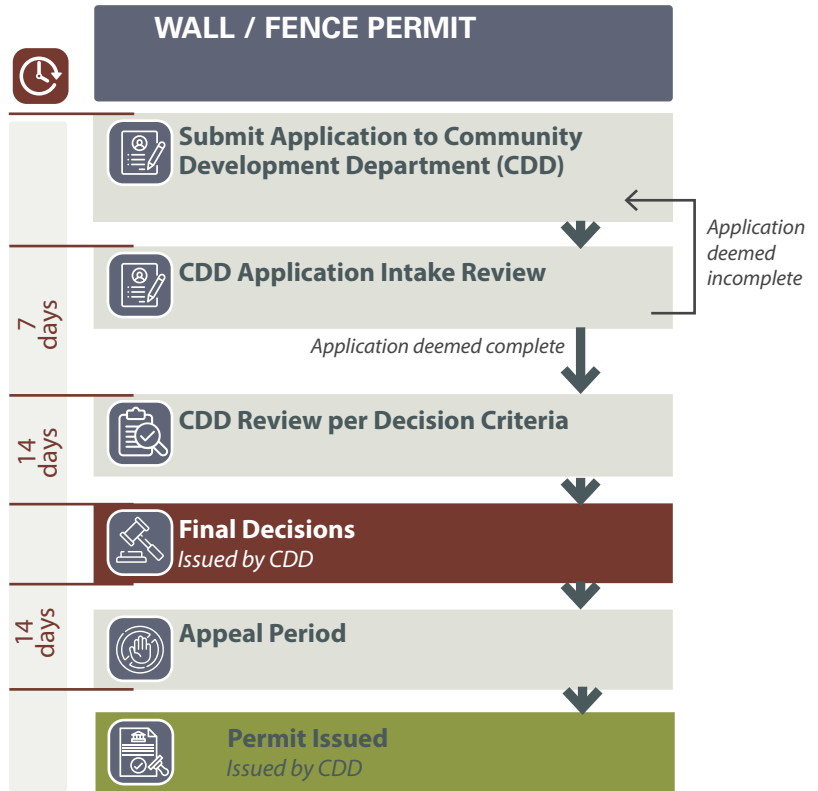 WALL / FENCE PERMIT
Submit Application to Community
Development Department (CDD)
Application
deemed
incomplete
CDD Application Intake Review
7
days
Application deemed complete
CDD Review per Decision Criteria
14
days
Final Decisions
Issued by CDD
Appeal Period
14
days
Permit Issued
Issued by CDD